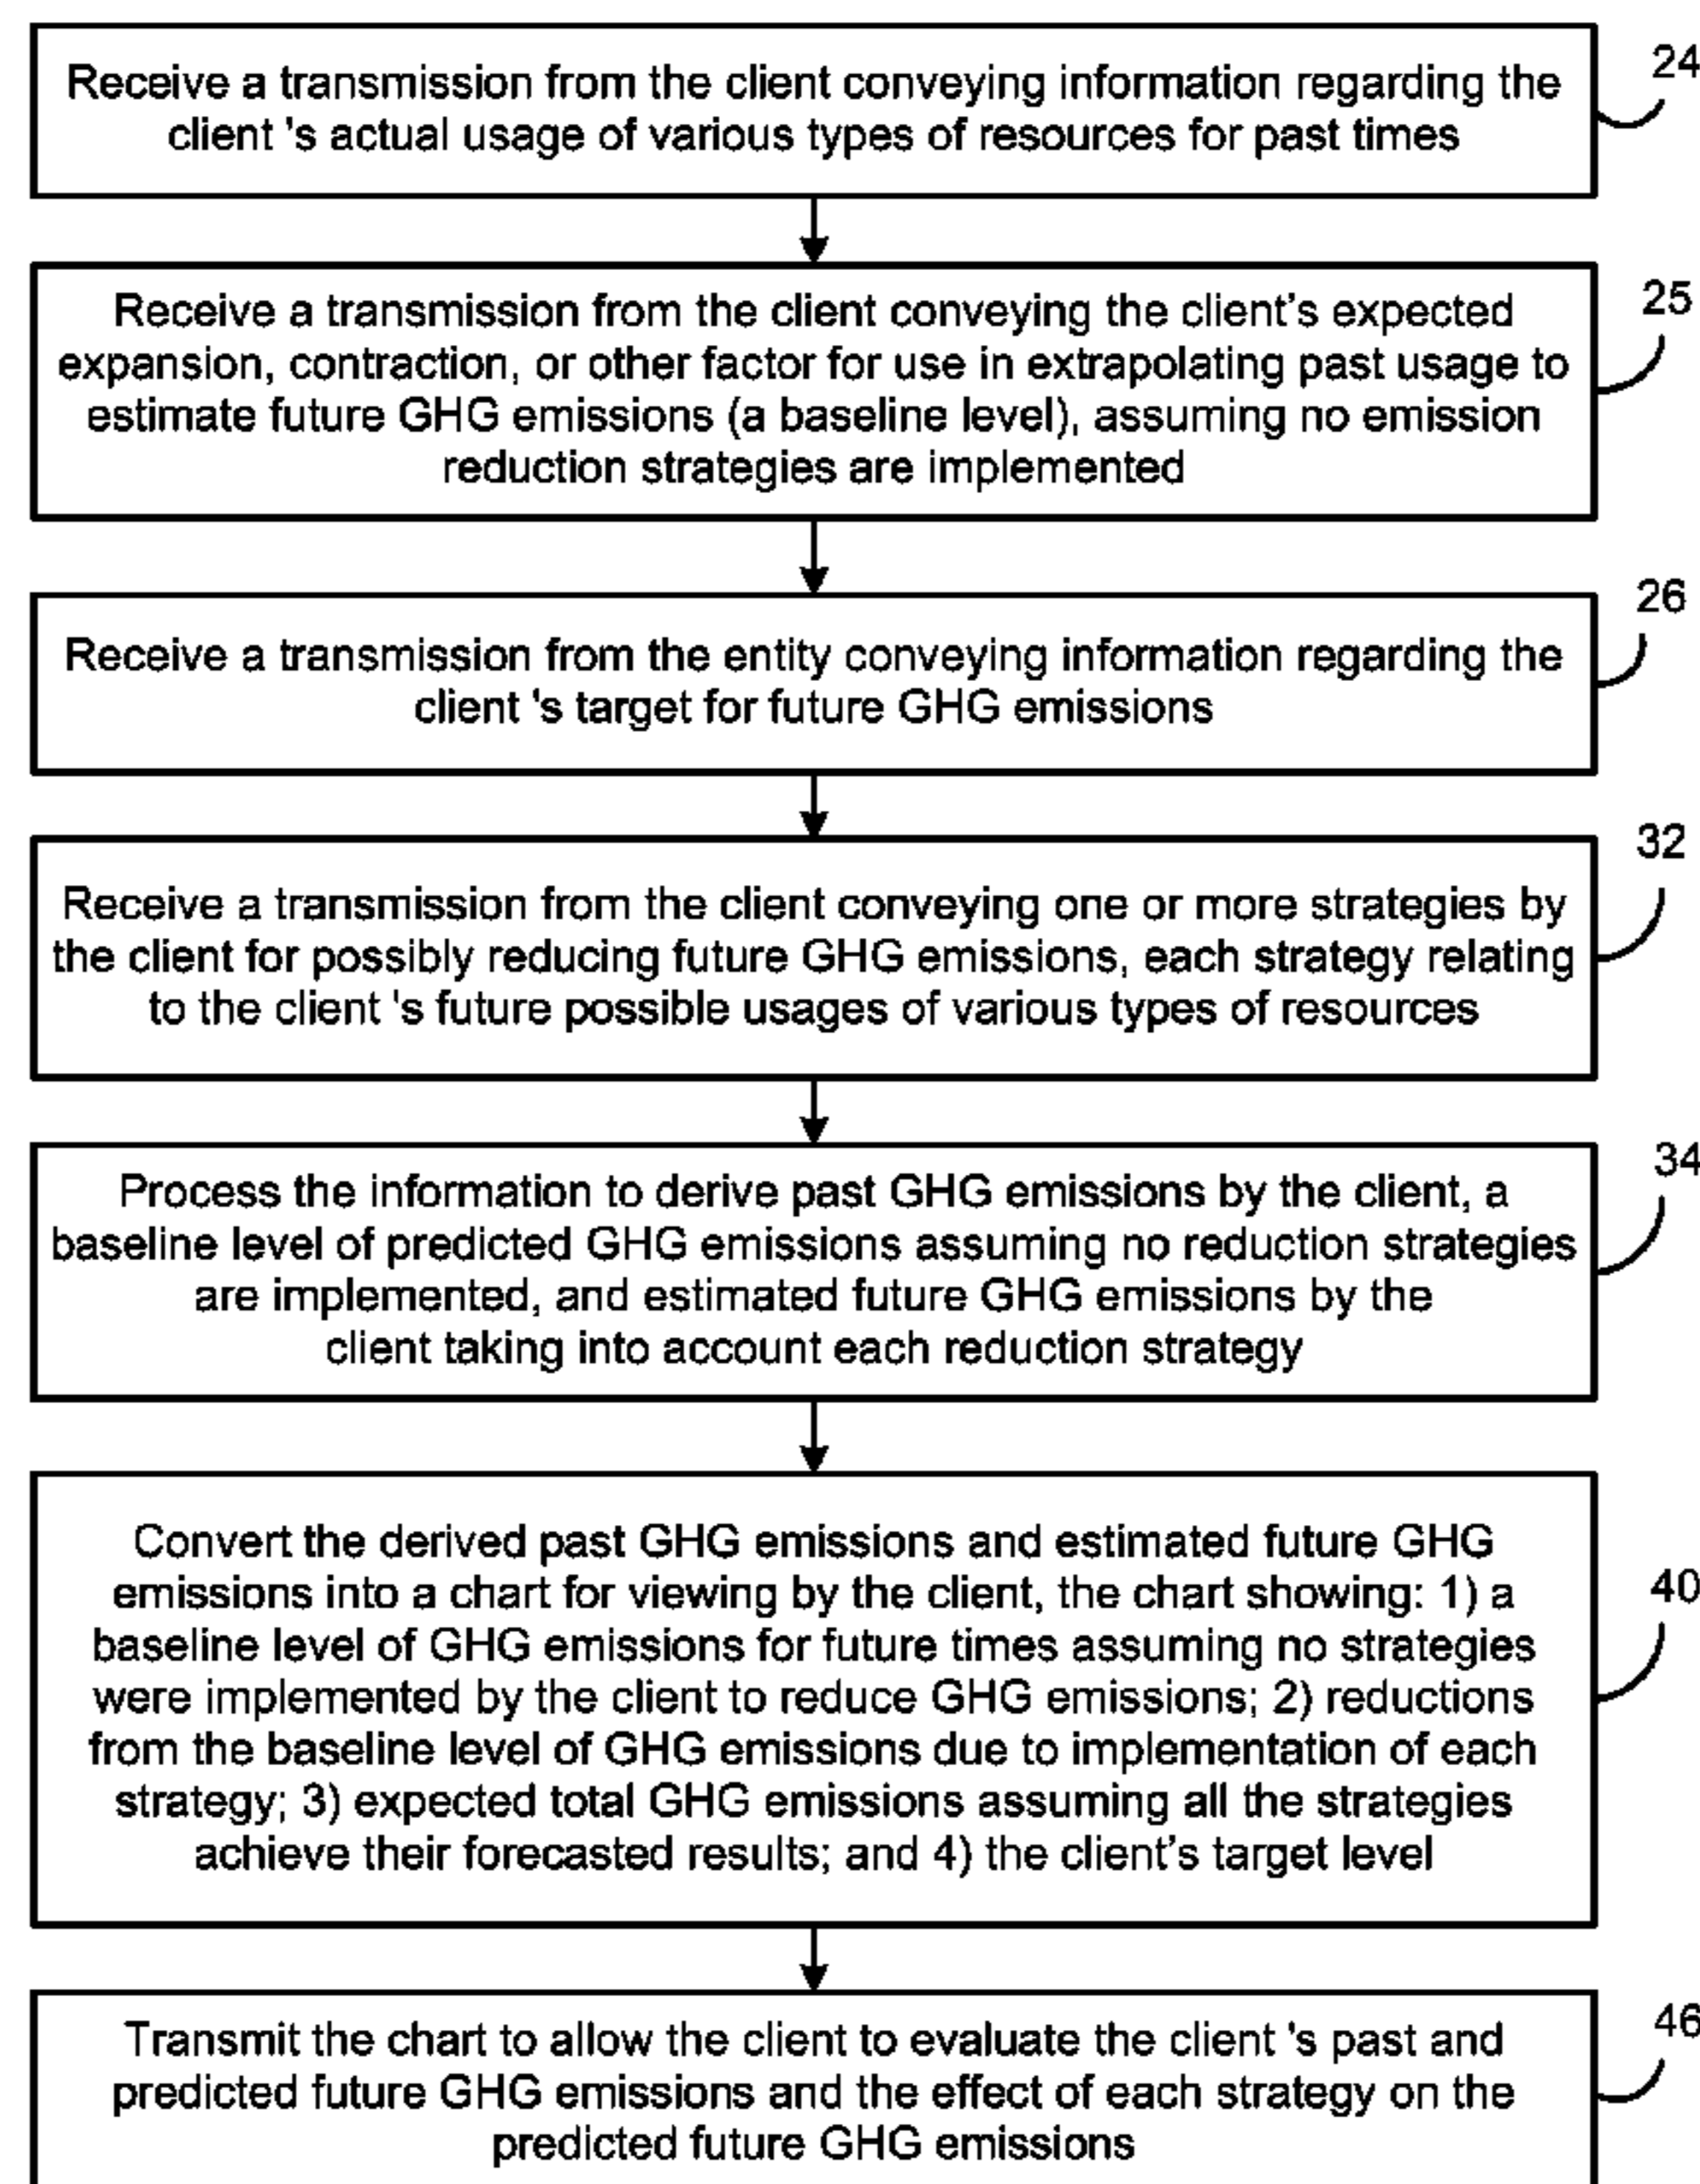 Receive a transmission from the client conveying information regarding the
client 's actual usage of various types of resources for past times
24
Receive a transmission from the client conveying the client's expected
expansion, contraction, or other factor for use in extrapolating past usage to
estimate future GHG emissions (a baseline level), assuming no emission
reduction strategies are implemented
25
Receive a transmission from the entity conveying information regarding the
client 's target for future GHG emissions
26
Receive a transmission from the client conveying one or more strategies by
the client for possibly reducing future GHG emissions, each strategy relating
to the client 's future possible usages of various types of resources
32
Process the information to derive past GHG emissions by the client, a
baseline level of predicted GHG emissions assuming no reduction strategies
are implemented, and estimated future GHG emissions by the
client taking into account each reduction strategy
34
Convert the derived past GHG emissions and estimated future GHG
emissions into a chart for viewing by the client, the chart showing: 1) a
baseline level of GHG emissions for future times assuming no strategies
were implemented by the client to reduce GHG emissions; 2) reductions
from the baseline level of GHG emissions due to implementation of each
strategy; 3) expected total GHG emissions assuming all the strategies
achieve their forecasted results; and 4) the client's target level
40
Transmit the chart to allow the client to evaluate the client 's past and
predicted future GHG emissions and the effect of each strategy on the
predicted future GHG emissions
46